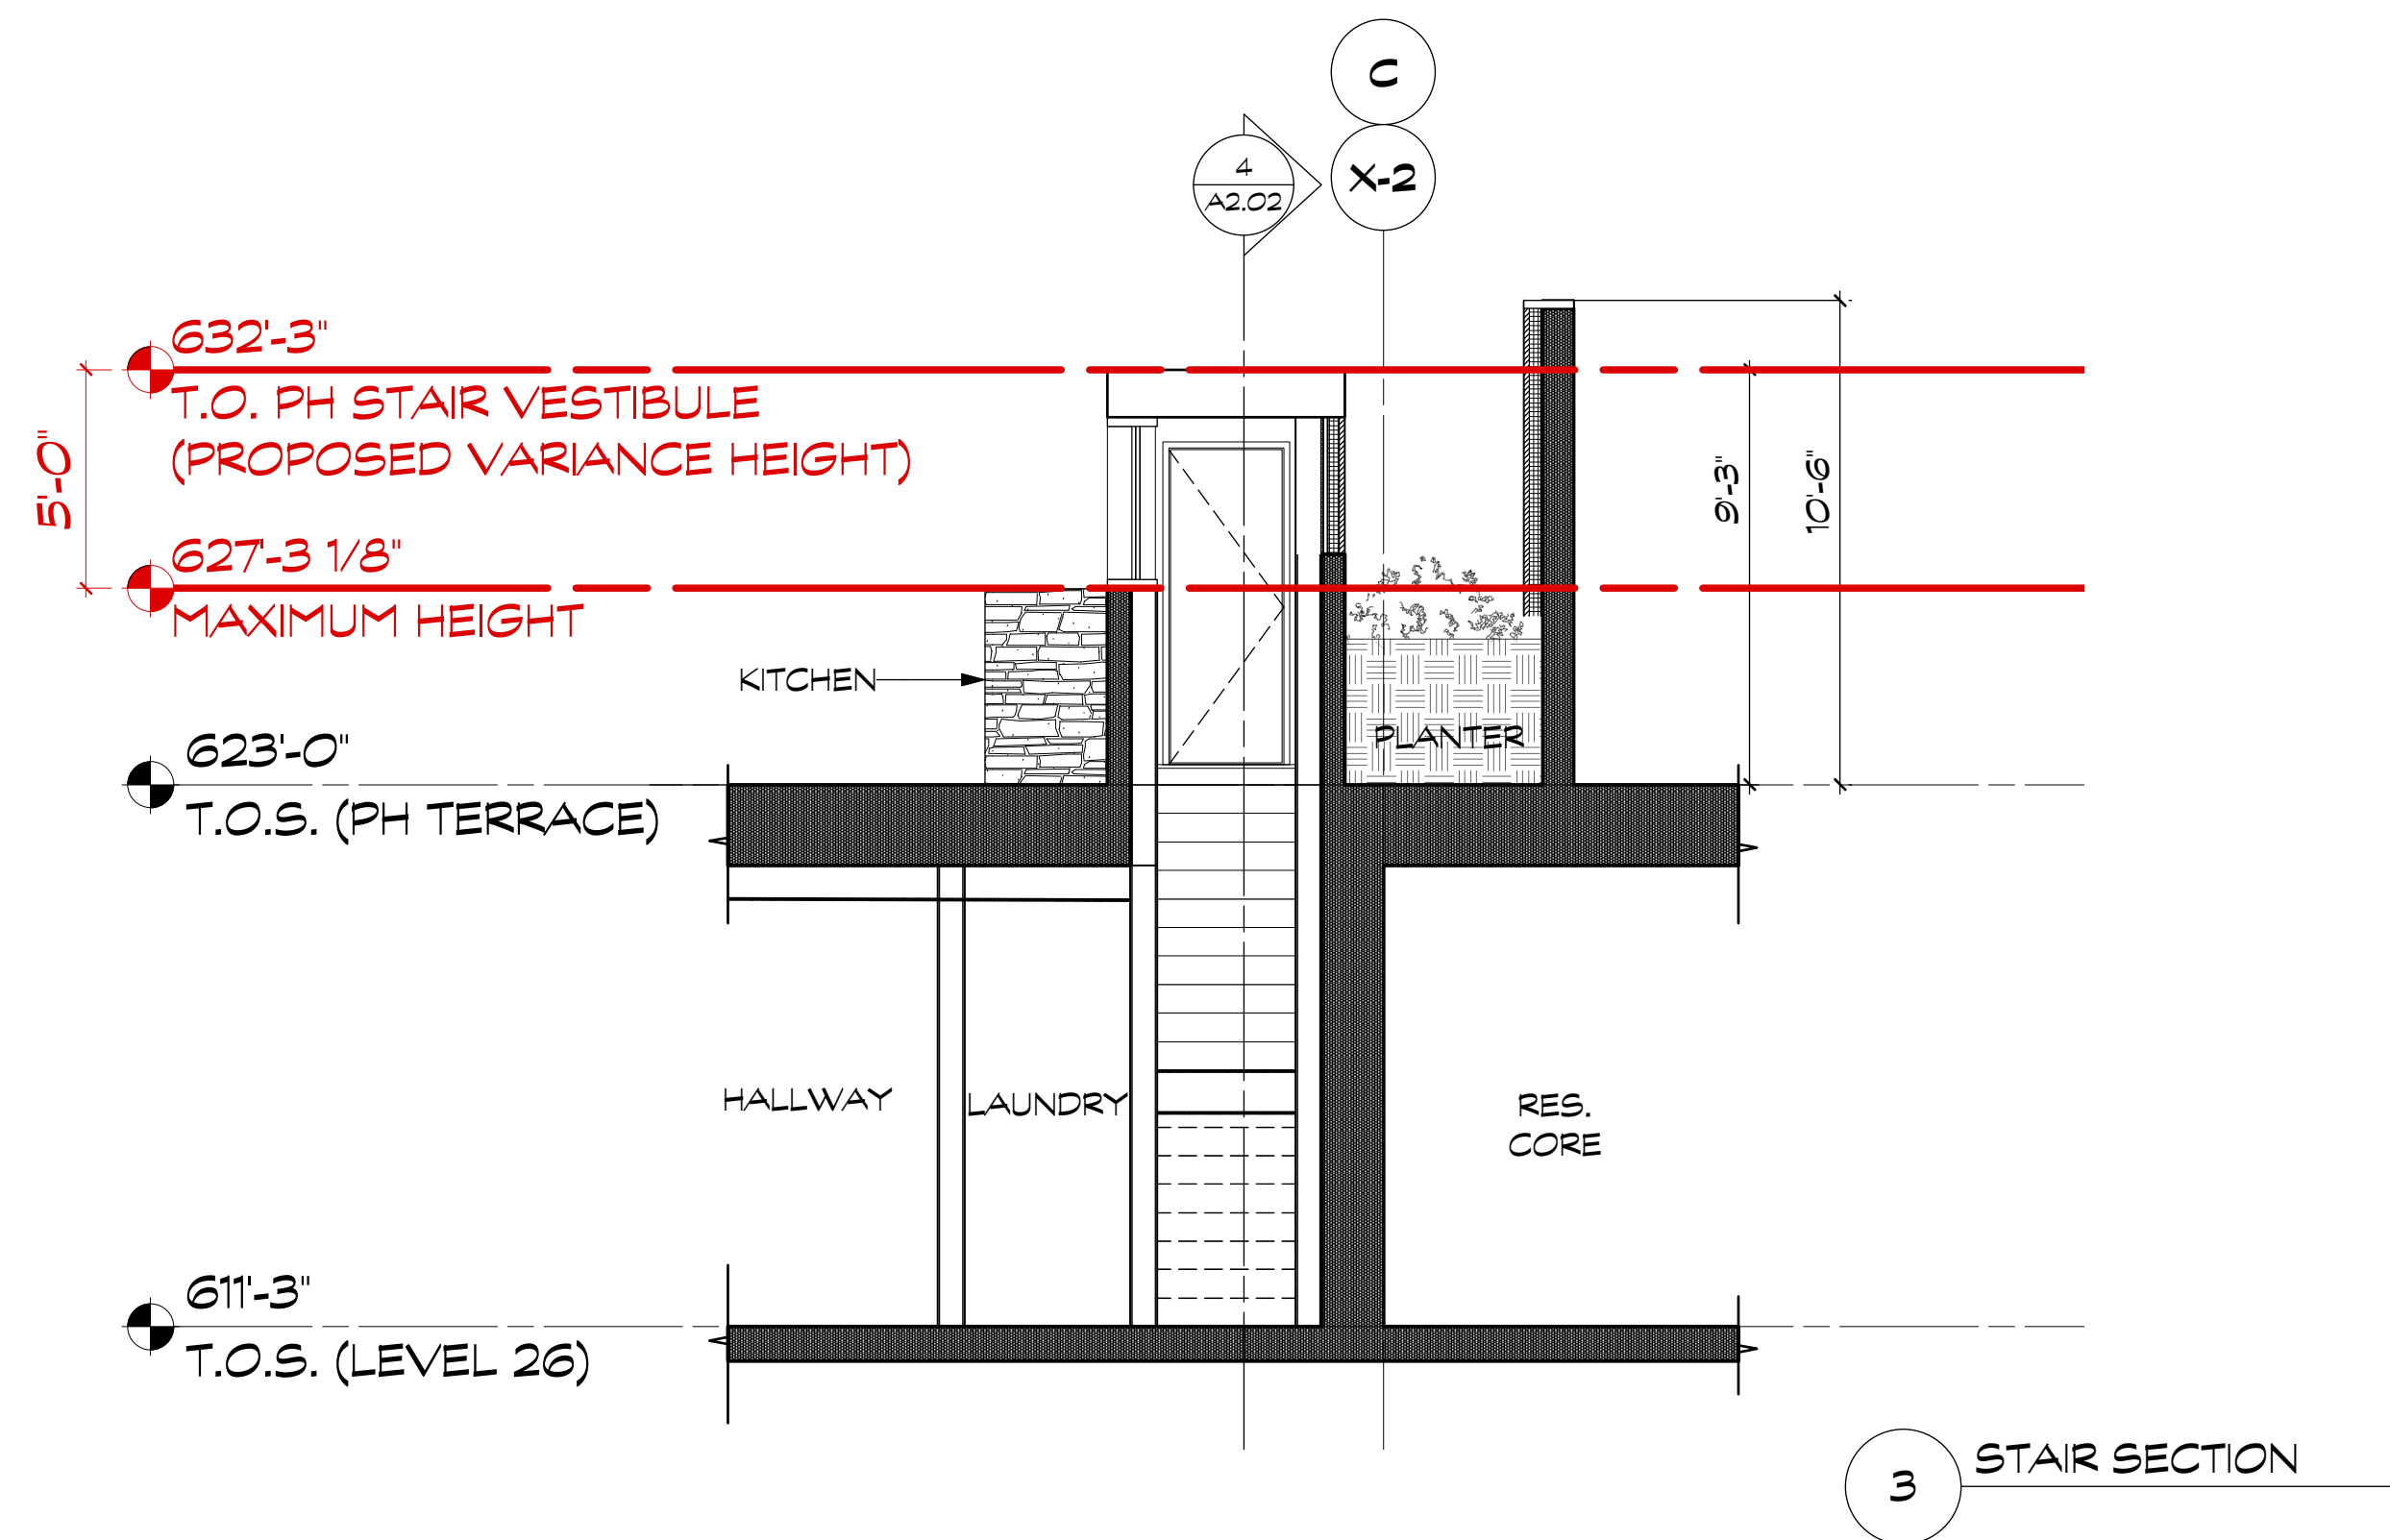 C
4
A2.02
X-2
632'-3"
T.O. PH STAIR VESTIBULE
(PROPOSED VARIANCE HEIGHT)
5'-0"
9'-3"
10'-6"
627'-3 1/8"
MAXIMUM HEIGHT
KITCHEN
PLANTER
623'-0"
T.O.S. (PH TERRACE)
HALLWAY
LAUNDRY
RES.
CORE
611'-3"
T.O.S. (LEVEL 26)
3
STAIR SECTION